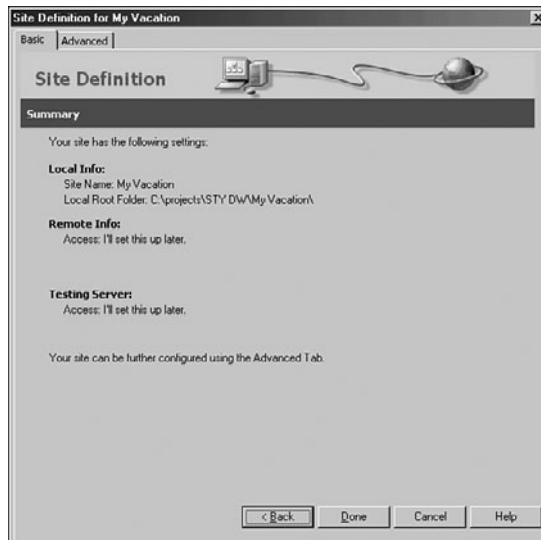 Site Definition for My Vacation
Basic
Advanced
Site Definition
Summary
Your site has the following settings:
Local Info:
Site Name: My Vacation
Local Root Folder: C:\projects\STY DW\My Vacation\
Remote Info:
Access: I'll set this up later.
Testing Server:
Access: I'll set this up later.
Your site can be further configured using the Advanced Tab.
< Back
Done
Cancel
Help